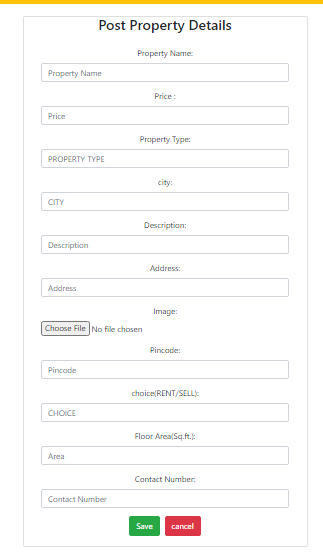 Post Property Details
Property Name:
Property Name
Price :
Price
Property Type:
PROPERTY TYPE
city:
CITY
Description:
Description
Address:
Address
Image:
Choose File No file chosen
Pincode:
Pincode
choice(RENT/SELL):
CHOICE
Floor Area(Sq.ft.):
Area
Contact Number:
Contact Number
Save cancel